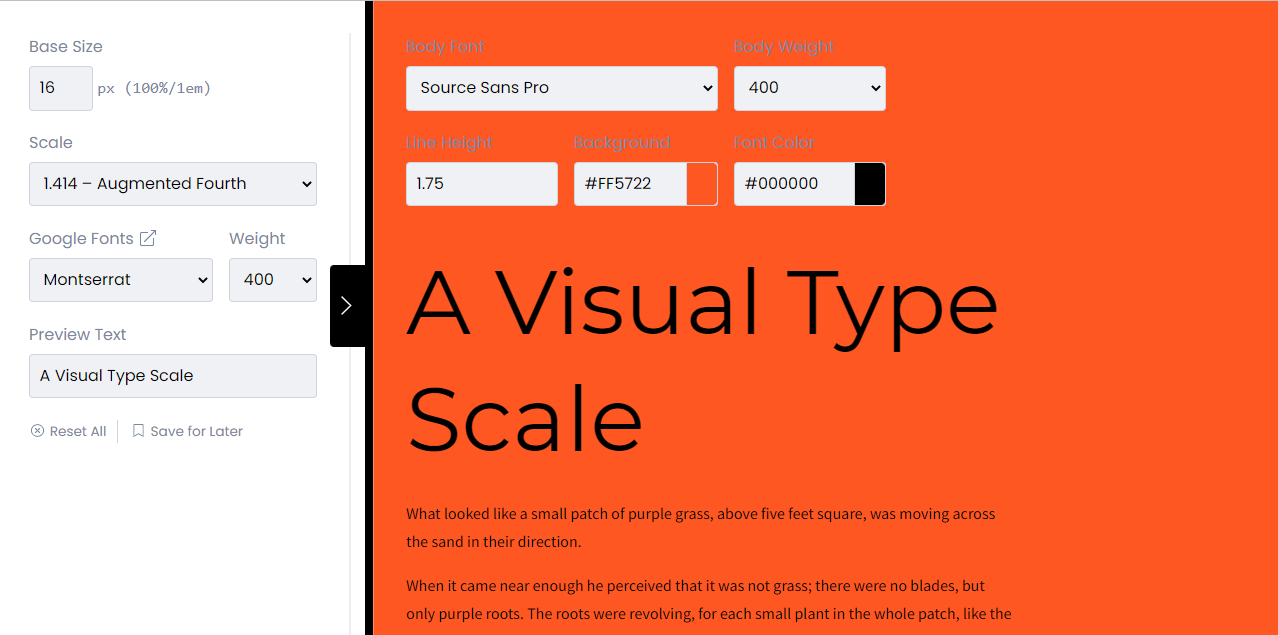 Base Size
16 px (100%/1em)
Scale
1.414 – Augmented Fourth
Google Fonts Weight
Montserrat 400
Preview Text
A Visual Type Scale
Reset All Save for Later
Body Font Body Weight
Source Sans Pro 400
Line Height Background Font Color
1.75 #FF5722 #000000
A Visual Type
Scale
What looked like a small patch of purple grass, above five feet square, was moving across
the sand in their direction.
When it came near enough he perceived that it was not grass; there were no blades, but
only purple roots. The roots were revolving, for each small plant in the whole patch, like the